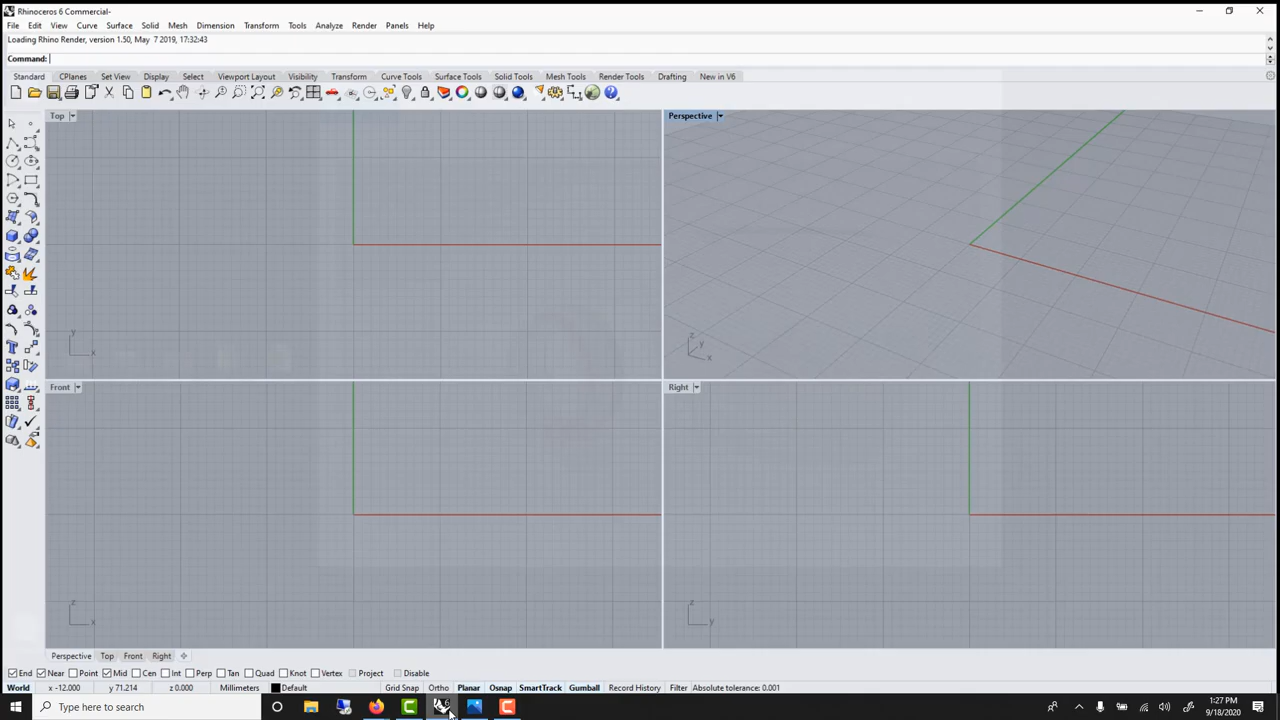 Rhinoceros 6 Commercial-
File Edit View Curve Surface Solid Mesh Dimension Transform Tools Analyze Render Panels Help
Loading Rhino Render, version 1.50, May 7 2019, 17:32:43
Command:
Standard CPlanes Set View Display Select Viewport Layout Visibility Transform Curve Tools Surface Tools Solid Tools Mesh Tools Render Tools Drafting New in V6
Top Perspective
y
x
z
y
x
Front Right
z
x
z
y
Perspective Top Front Right
End Near Point Mid Cen Int Perp Tan Quad Knot Vertex Project Disable
World x -12.000 y 71.214 z 0.000 Millimeters Default Grid Snap Ortho Planar Osnap SmartTrack Gumball Record History Filter Absolute tolerance: 0.001
Type here to search
1:27 PM
9/18/2020